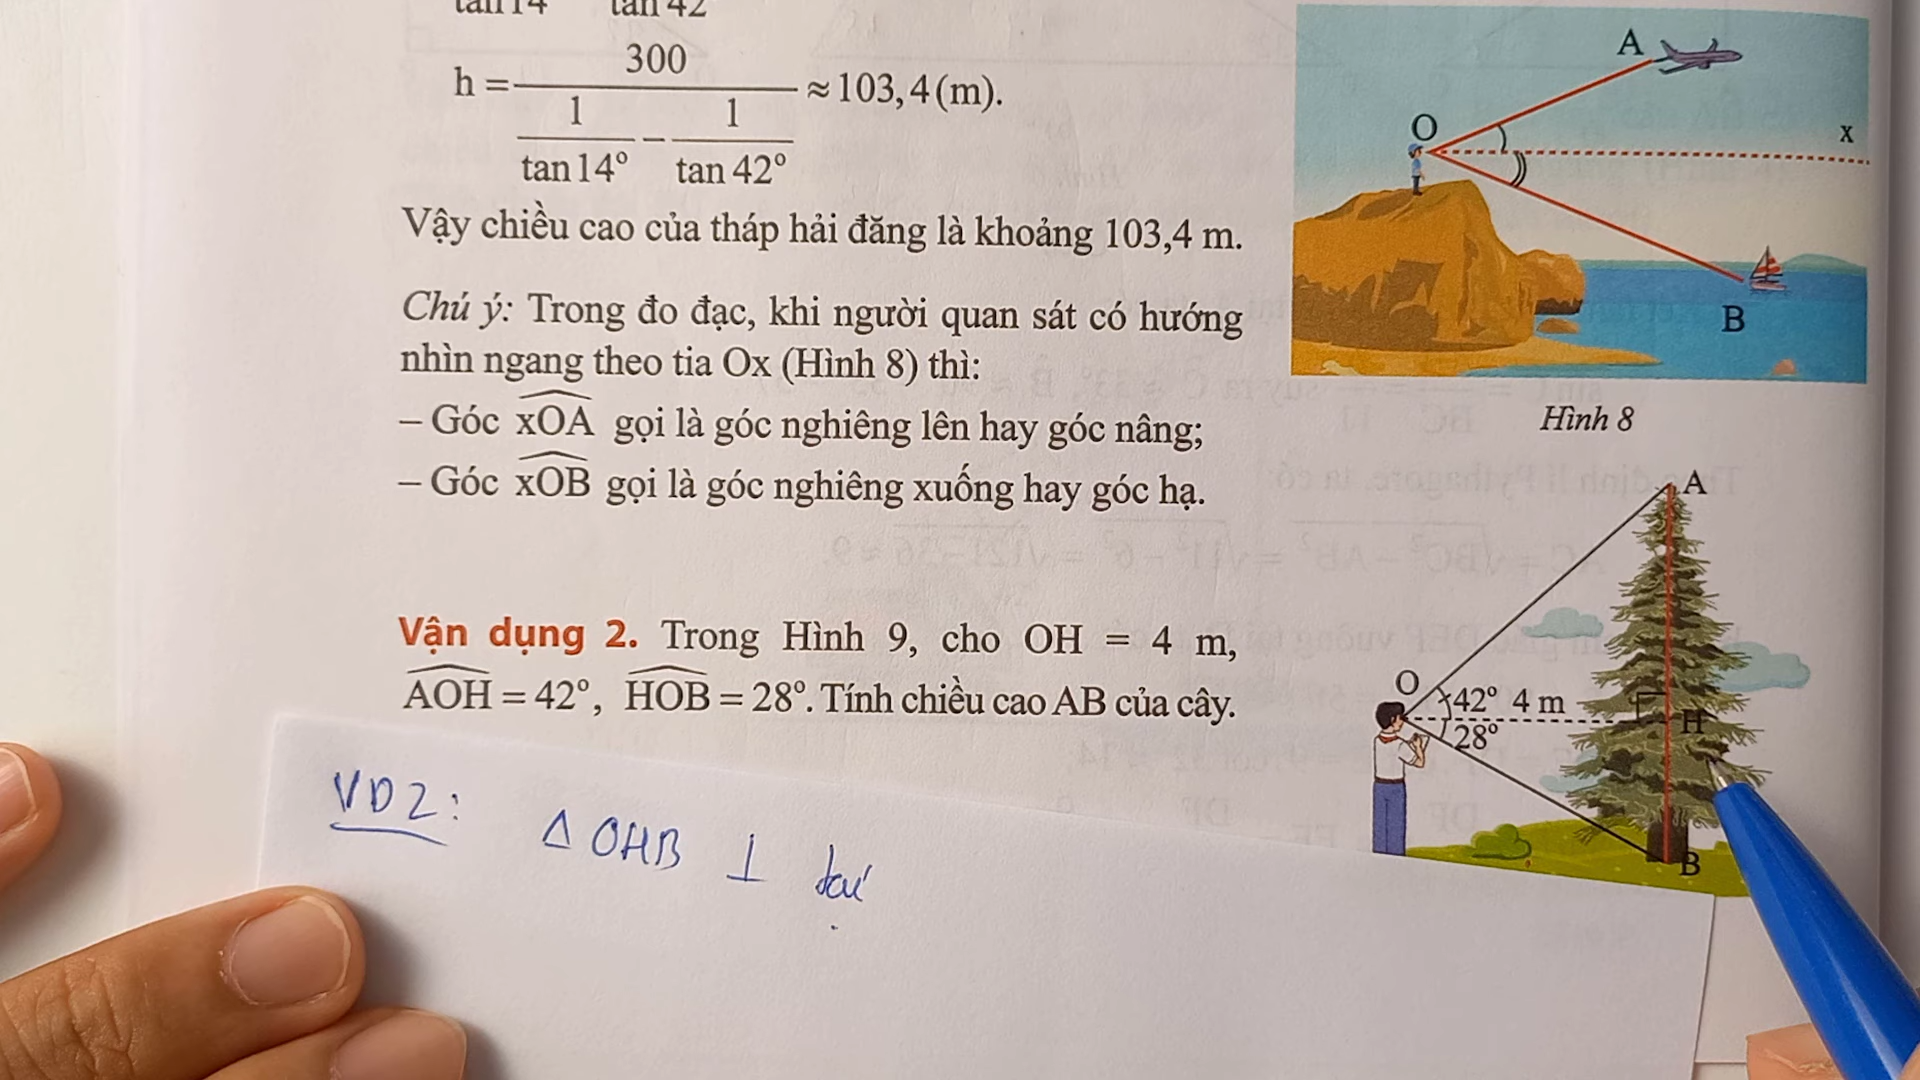 tan14 tan 42
h = 300 / (1/tan 14° − 1/tan 42°) ≈ 103,4 (m).
Vậy chiều cao của tháp hải đăng là khoảng 103,4 m.
Chú ý: Trong đo đạc, khi người quan sát có hướng
nhìn ngang theo tia Ox (Hình 8) thì:
– Góc xOA gọi là góc nghiêng lên hay góc nâng;
– Góc xOB gọi là góc nghiêng xuống hay góc hạ.
A
O
x
B
Hình 8
Vận dụng 2. Trong Hình 9, cho OH = 4 m,
AOH = 42°, HOB = 28°. Tính chiều cao AB của cây.
A
O
42° 4 m
H
28°
B
VD2: Δ OHB ⊥